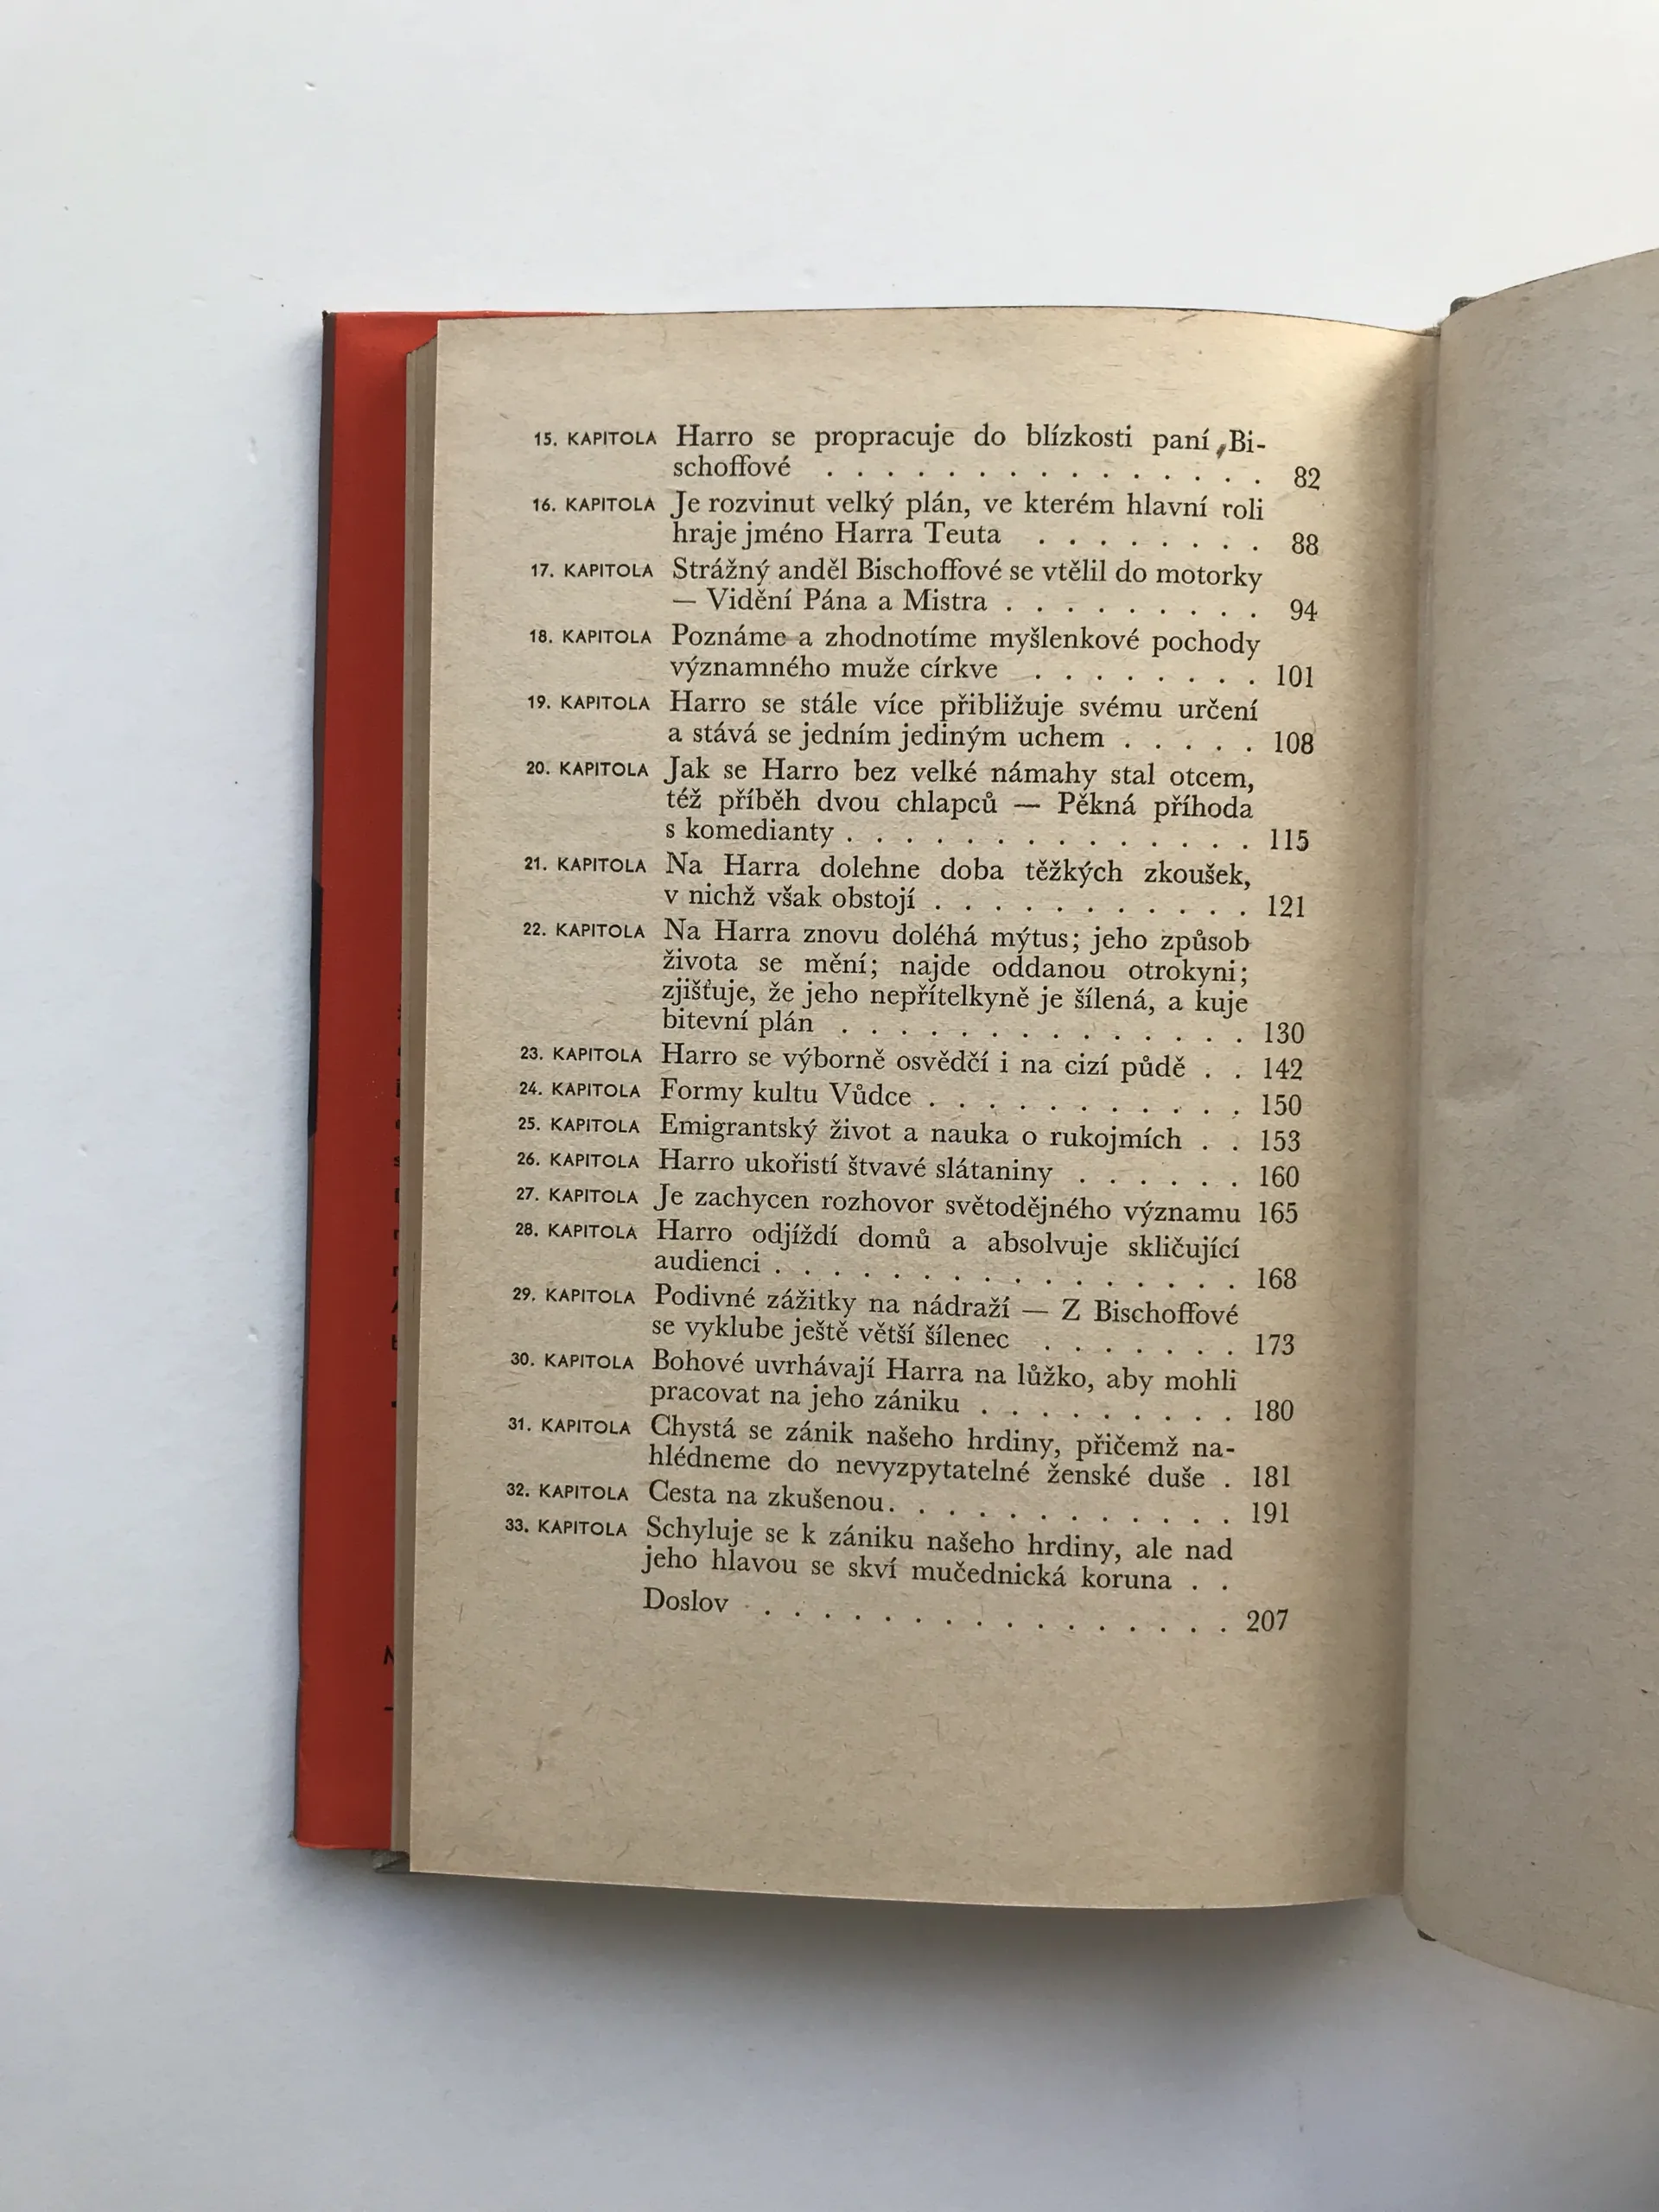 15. KAPITOLA Harro se propracuje do blízkosti paní Bi-
schoffové . . . . . . . . . . . . . . . 82
16. KAPITOLA Je rozvinut velký plán, ve kterém hlavní roli
hraje jméno Harra Teuta . . . . . . . . 88
17. KAPITOLA Strážný anděl Bischoffové se vtělil do motorky
— Vidění Pána a Mistra . . . . . . . . . 94
18. KAPITOLA Poznáme a zhodnotíme myšlenkové pochody
významného muže církve . . . . . . . . 101
19. KAPITOLA Harro se stále více přibližuje svému určení
a stává se jedním jediným uchem . . . . . 108
20. KAPITOLA Jak se Harro bez velké námahy stal otcem,
též příběh dvou chlapců — Pěkná příhoda
s komedianty . . . . . . . . . . . . . . 115
21. KAPITOLA Na Harra dolehne doba těžkých zkoušek,
v nichž však obstojí . . . . . . . . . . . 121
22. KAPITOLA Na Harra znovu doléhá mýtus; jeho způsob
života se mění; najde oddanou otrokyni;
zjišťuje, že jeho nepřítelkyně je šílená, a kuje
bitevní plán . . . . . . . . . . . . . . 130
23. KAPITOLA Harro se výborně osvědčí i na cizí půdě . . 142
24. KAPITOLA Formy kultu Vůdce . . . . . . . . . . . 150
25. KAPITOLA Emigrantský život a nauka o rukojmích . . 153
26. KAPITOLA Harro ukořistí štvavé slátaniny . . . . . . 160
27. KAPITOLA Je zachycen rozhovor světodějného významu 165
28. KAPITOLA Harro odjíždí domů a absolvuje skličující
audienci . . . . . . . . . . . . . . . . 168
29. KAPITOLA Podivné zážitky na nádraží — Z Bischoffové
se vyklube ještě větší šílenec . . . . . . . 173
30. KAPITOLA Bohové uvrhávají Harra na lůžko, aby mohli
pracovat na jeho zániku . . . . . . . . . 180
31. KAPITOLA Chystá se zánik našeho hrdiny, přičemž na-
hlédneme do nevyzpytatelné ženské duše . 181
32. KAPITOLA Cesta na zkušenou. . . . . . . . . . . . 191
33. KAPITOLA Schyluje se k zániku našeho hrdiny, ale nad
jeho hlavou se skví mučednická koruna . .
Doslov . . . . . . . . . . . . . . . . 207